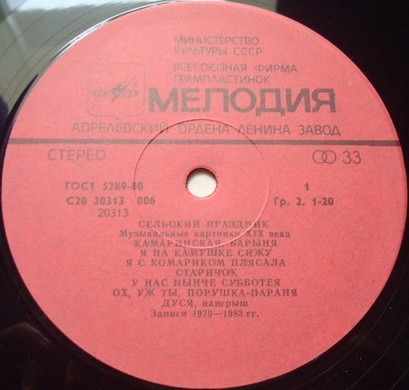 МИНИСТЕРСТВО
КУЛЬТУРЫ СССР
ВСЕСОЮЗНАЯ ФИРМА
ГРАМПЛАСТИНОК
МЕЛОДИЯ
АПРЕЛЕВСКИЙ ОРДЕНА ЛЕНИНА ЗАВОД
СТЕРЕО 33
ГОСТ 5289-80 1
С20 20313 006 Гр. 2. 1-20
20313
СЕЛЬСКИЙ ПРАЗДНИК
Музыкальные картинки XIX века
КАМАРИНСКАЯ, БАРЫНЯ
Я НА КАМУШКЕ СИЖУ
Я С КОМАРИКОМ ПЛЯСАЛА
СТАРИЧОК
У НАС НЫНЧЕ СУББОТЕЯ
ОХ, УЖ ТЫ, ПОРУШКА-ПАРАНЯ
ДУСЯ, наигрыш
Записи 1979—1983 гг.